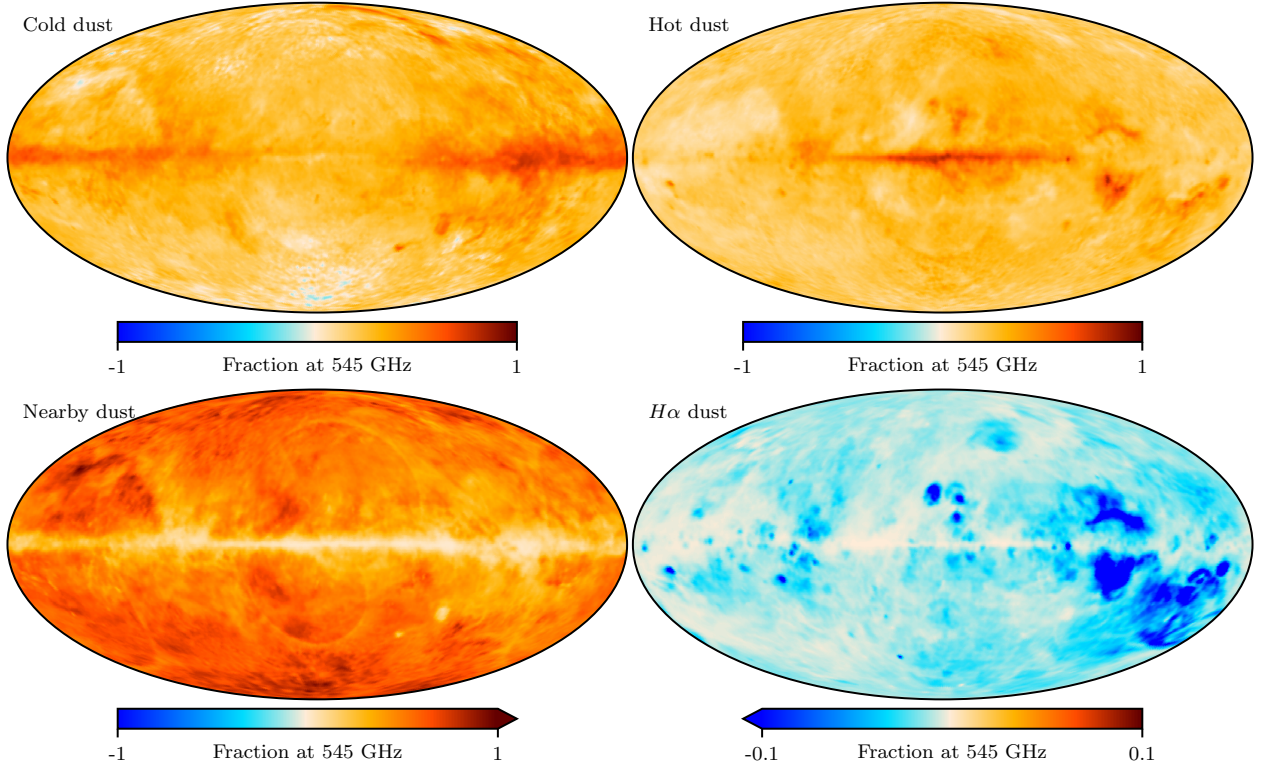 Cold dust
Hot dust
-1
Fraction at 545 GHz
1
-1
Fraction at 545 GHz
1
Nearby dust
Hα dust
-1
Fraction at 545 GHz
1
-0.1
Fraction at 545 GHz
0.1